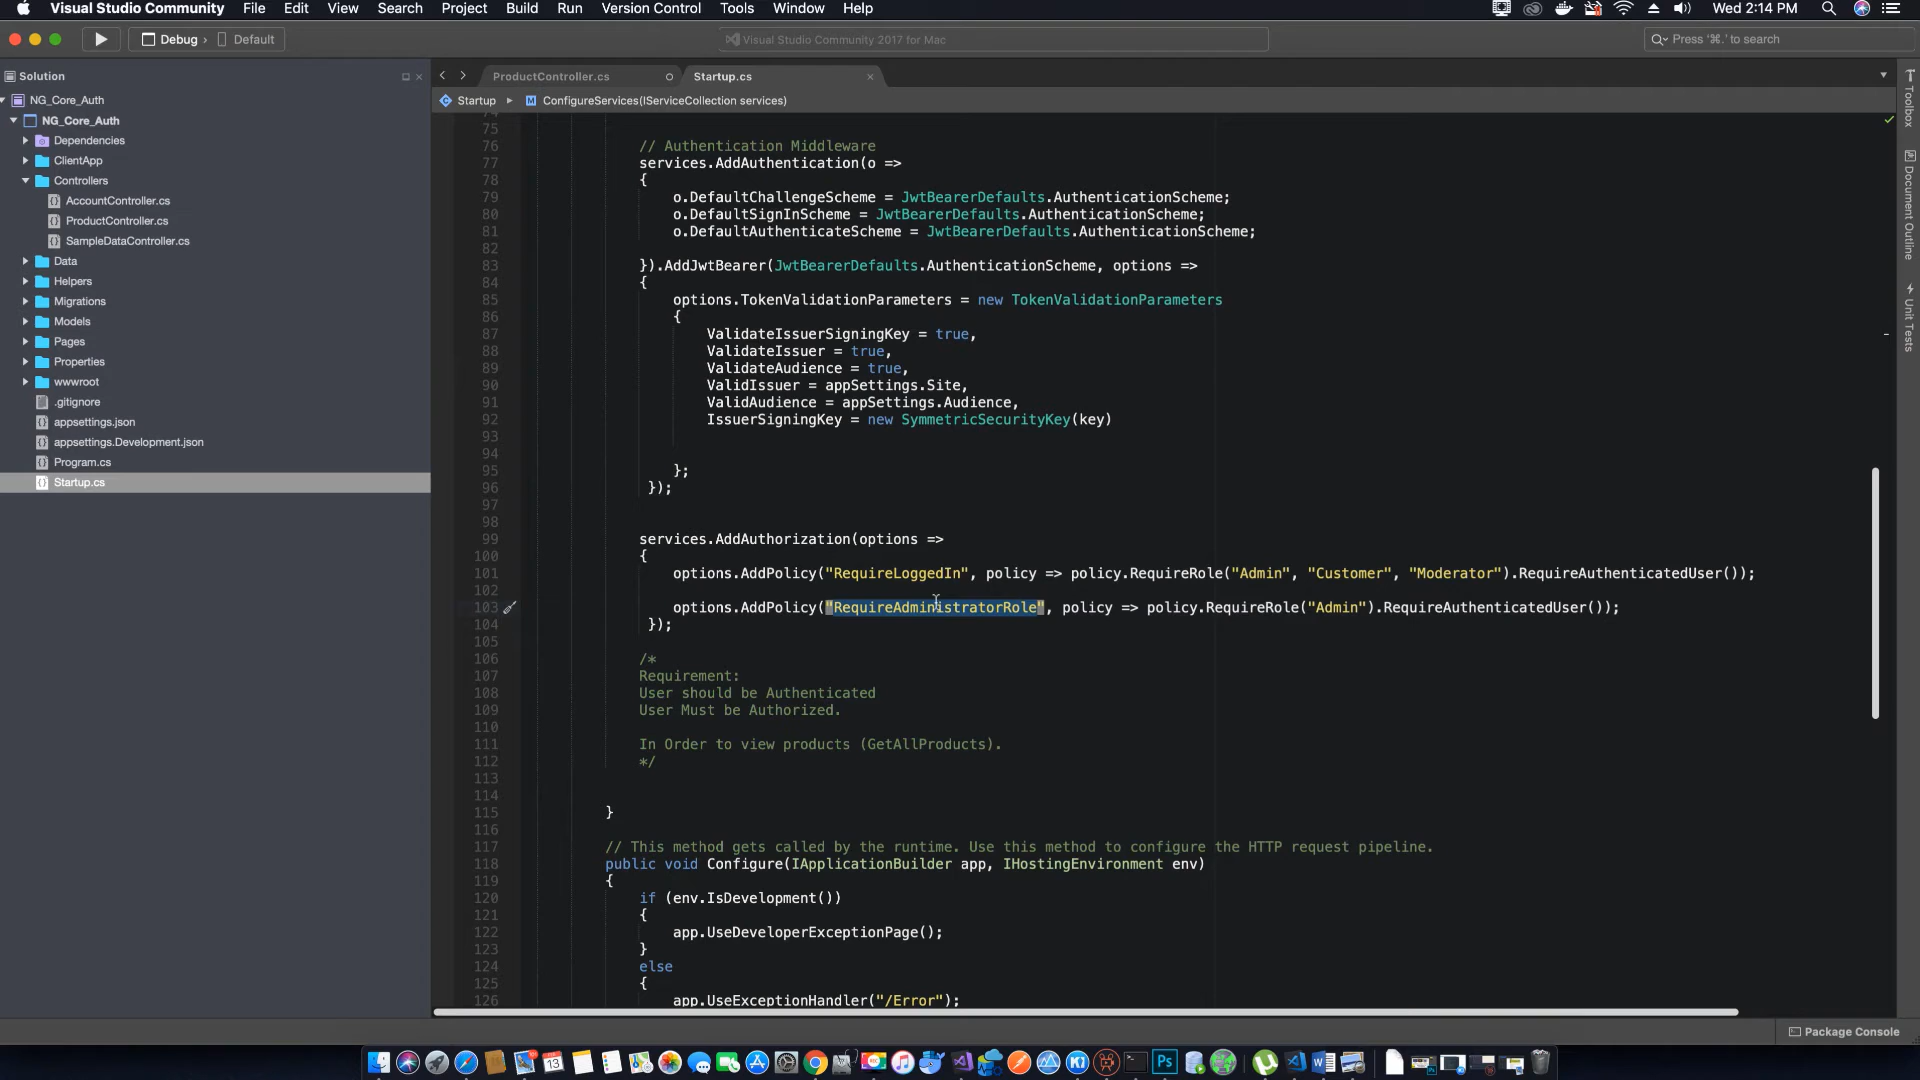 Visual Studio Community File Edit View Search Project Build Run Version Control Tools Window Help Wed 2:14 PM
Debug › Default Visual Studio Community 2017 for Mac Press '⌘.' to search
Solution
NG_Core_Auth
NG_Core_Auth
Dependencies
ClientApp
Controllers
AccountController.cs
ProductController.cs
SampleDataController.cs
Data
Helpers
Migrations
Models
Pages
Properties
wwwroot
.gitignore
appsettings.json
appsettings.Development.json
Program.cs
Startup.cs
ProductController.cs Startup.cs
Startup ConfigureServices(IServiceCollection services)
74
75
76 // Authentication Middleware
77 services.AddAuthentication(o =>
78 {
79 o.DefaultChallengeScheme = JwtBearerDefaults.AuthenticationScheme;
80 o.DefaultSignInScheme = JwtBearerDefaults.AuthenticationScheme;
81 o.DefaultAuthenticateScheme = JwtBearerDefaults.AuthenticationScheme;
82
83 }).AddJwtBearer(JwtBearerDefaults.AuthenticationScheme, options =>
84 {
85 options.TokenValidationParameters = new TokenValidationParameters
86 {
87 ValidateIssuerSigningKey = true,
88 ValidateIssuer = true,
89 ValidateAudience = true,
90 ValidIssuer = appSettings.Site,
91 ValidAudience = appSettings.Audience,
92 IssuerSigningKey = new SymmetricSecurityKey(key)
93
94
95 };
96 });
97
98
99 services.AddAuthorization(options =>
100 {
101 options.AddPolicy("RequireLoggedIn", policy => policy.RequireRole("Admin", "Customer", "Moderator").RequireAuthenticatedUser());
102
103 options.AddPolicy("RequireAdministratorRole", policy => policy.RequireRole("Admin").RequireAuthenticatedUser());
104 });
105
106 /*
107 Requirement:
108 User should be Authenticated
109 User Must be Authorized.
110
111 In Order to view products (GetAllProducts).
112 */
113
114
115 }
116
117 // This method gets called by the runtime. Use this method to configure the HTTP request pipeline.
118 public void Configure(IApplicationBuilder app, IHostingEnvironment env)
119 {
120 if (env.IsDevelopment())
121 {
122 app.UseDeveloperExceptionPage();
123 }
124 else
125 {
126 app.UseExceptionHandler("/Error");
Toolbox
Document Outline
Unit Tests
Package Console
13
Ps